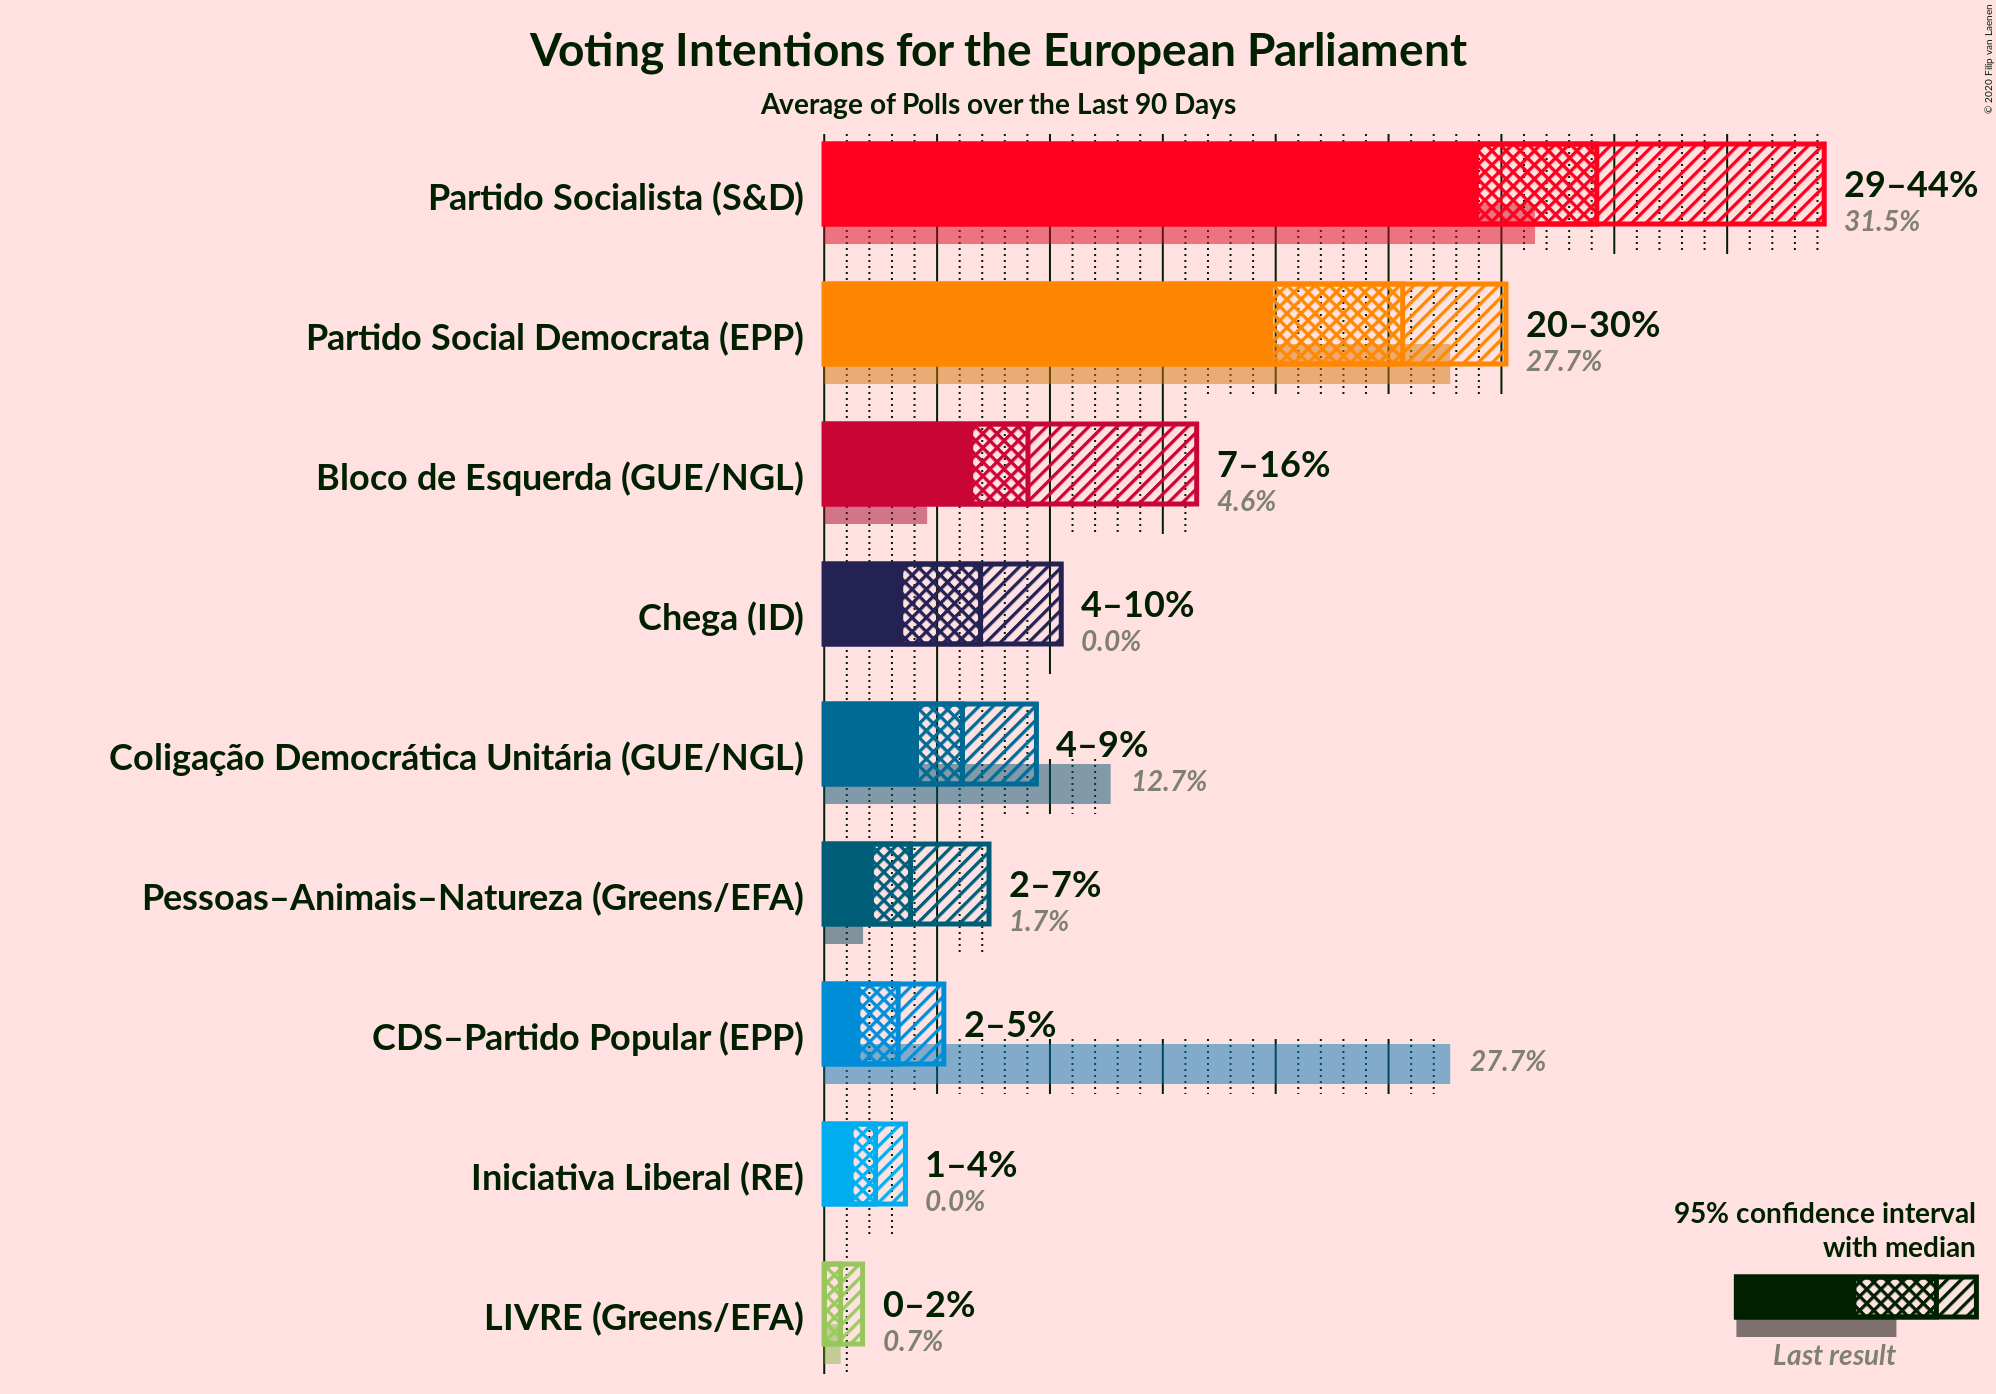 Voting Intentions for the European Parliament
Average of Polls over the Last 90 Days
© 2020 Filip van Laenen
Partido Socialista (S&D)
29–44%
31.5%
Partido Social Democrata (EPP)
20–30%
27.7%
Bloco de Esquerda (GUE/NGL)
7–16%
4.6%
Chega (ID)
4–10%
0.0%
Coligação Democrática Unitária (GUE/NGL)
4–9%
12.7%
Pessoas–Animais–Natureza (Greens/EFA)
2–7%
1.7%
CDS–Partido Popular (EPP)
2–5%
27.7%
Iniciativa Liberal (RE)
1–4%
0.0%
LIVRE (Greens/EFA)
0–2%
0.7%
95% confidence interval
with median
Last result